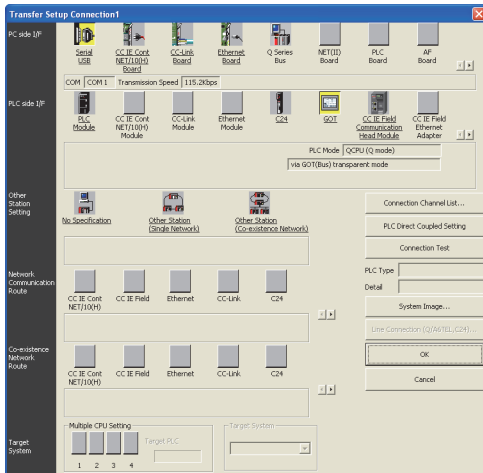 Transfer Setup Connection1
PC side I/F
Serial
USB
CC IE Cont
NET/10(H)
Board
CC-Link
Board
Ethernet
Board
Q Series
Bus
NET(II)
Board
PLC
Board
AF
Board
COM COM 1 Transmission Speed 115.2Kbps
PLC side I/F
PLC
Module
CC IE Cont
NET/10(H)
Module
CC-Link
Module
Ethernet
Module
C24
GOT
CC IE Field
Communication
Head Module
CC IE Field
Ethernet
Adapter
PLC Mode QCPU (Q mode)
via GOT(Bus) transparent mode
Other
Station
Setting
No Specification
Other Station
(Single Network)
Other Station
(Co-existence Network)
Connection Channel List...
PLC Direct Coupled Setting
Connection Test
PLC Type
Detail
System Image...
Line Connection (Q/A6TEL,C24)...
OK
Cancel
Network
Communication
Route
CC IE Cont
NET/10(H)
CC IE Field
Ethernet
CC-Link
C24
Co-existence
Network
Route
CC IE Cont
NET/10(H)
CC IE Field
Ethernet
CC-Link
C24
Target
System
Multiple CPU Setting
1 2 3 4
Target PLC
Target System